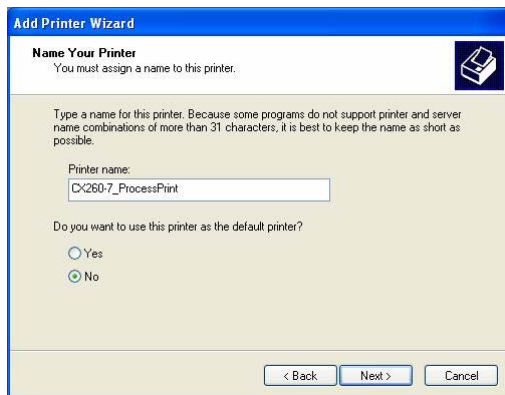 Add Printer Wizard
Name Your Printer
You must assign a name to this printer.
Type a name for this printer. Because some programs do not support printer and server
name combinations of more than 31 characters, it is best to keep the name as short as
possible.
Printer name:
CX260-7_ProcessPrint
Do you want to use this printer as the default printer?
Yes
No
< Back
Next >
Cancel